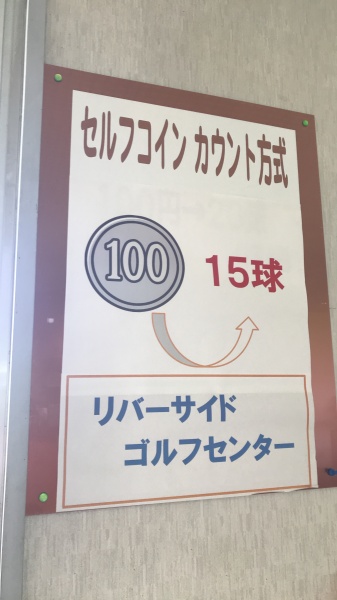 セルフコイン カウント方式
100
15球
リバーサイド
ゴルフセンター